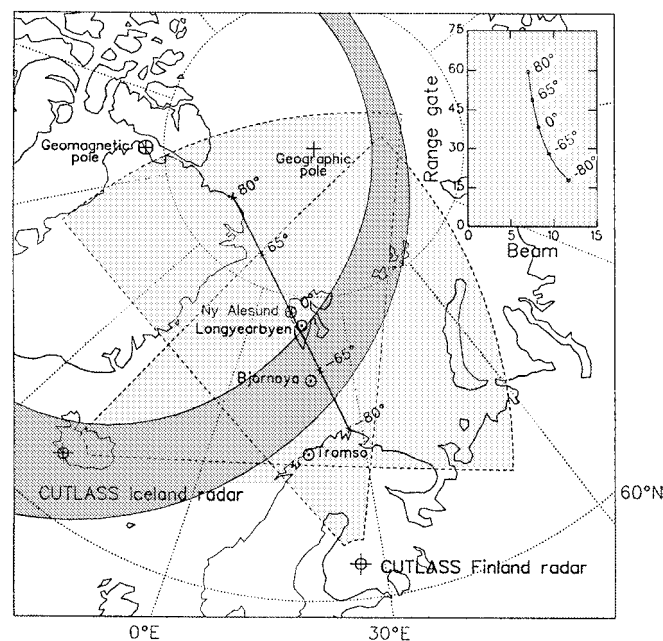 75
60
45
30
15
0
Range gate
80°
65°
0°
-65°
-80°
0
5
10
15
Beam
Geomagnetic
pole
Geographic
pole
80°
65°
Ny Alesund
0°
Longyearbyen
-65°
Bjornoya
-80°
Tromso
CUTLASS Iceland radar
60°N
CUTLASS Finland radar
0°E
30°E